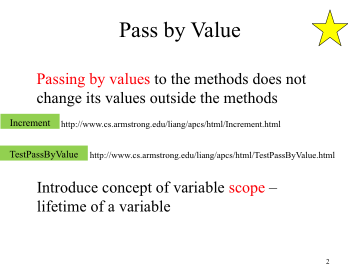 Pass by Value
Passing by values to the methods does not
change its values outside the methods
Increment http://www.cs.armstrong.edu/liang/apcs/html/Increment.html
TestPassByValue http://www.cs.armstrong.edu/liang/apcs/html/TestPassByValue.html
Introduce concept of variable scope –
lifetime of a variable
2